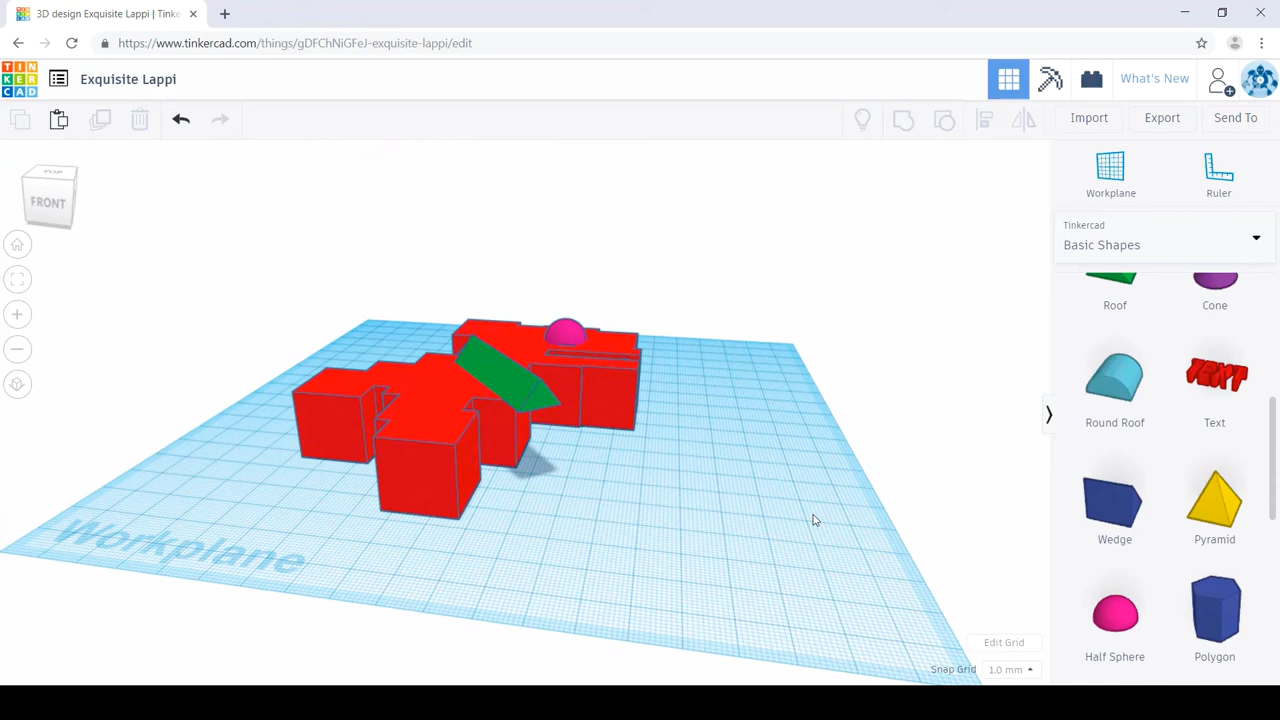 3D design Exquisite Lappi | Tinke
https://www.tinkercad.com/things/gDFChNiGFeJ-exquisite-lappi/edit
TIN
KER
CAD
Exquisite Lappi
What's New
Import
Export
Send To
TOP
FRONT
Workplane
Ruler
Tinkercad
Basic Shapes
Roof
Cone
Round Roof
TEXT
Text
Wedge
Pyramid
Half Sphere
Polygon
Workplane
Edit Grid
Snap Grid
1.0 mm